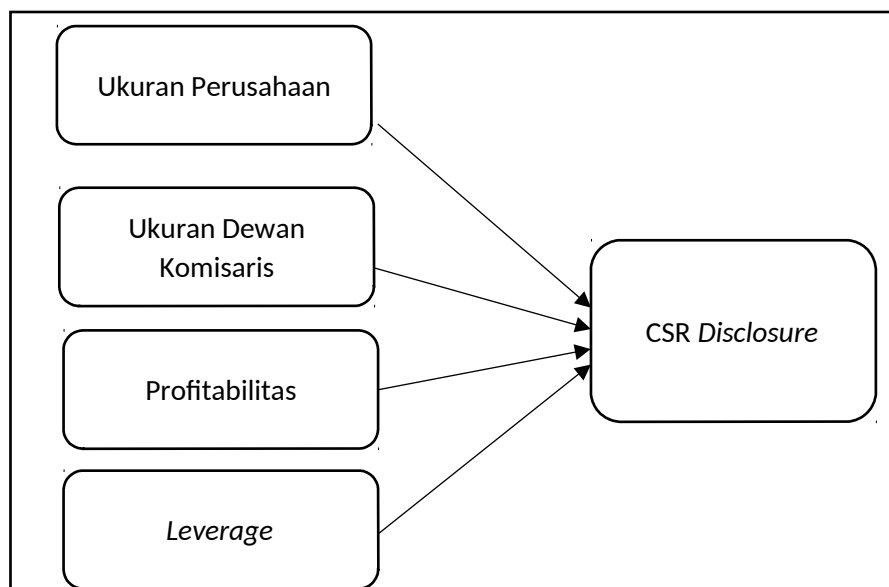 Ukuran Perusahaan
Ukuran Dewan
Komisaris
Profitabilitas
Leverage
CSR Disclosure